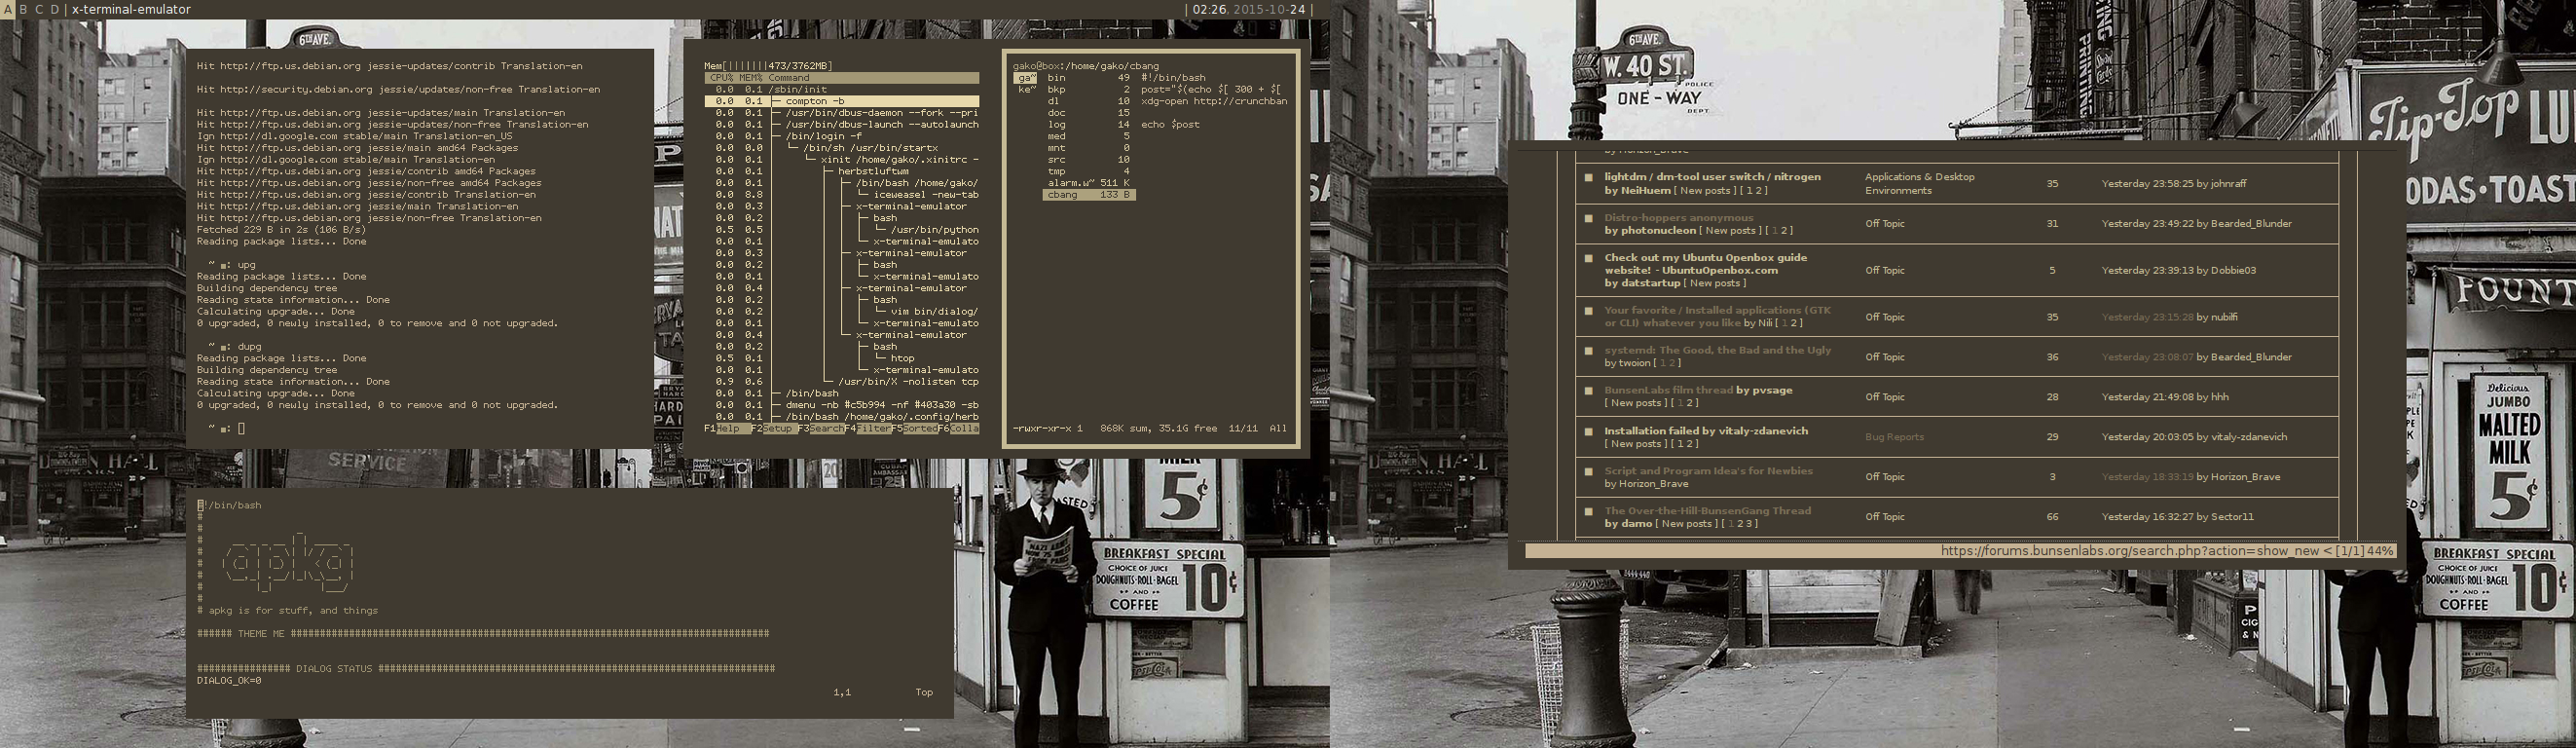 A B C D | x-terminal-emulator
| 02:26, 2015-10-24 |
Hit http://ftp.us.debian.org jessie-updates/contrib Translation-en
Hit http://security.debian.org jessie/updates/non-free Translation-en
Hit http://ftp.us.debian.org jessie-updates/main Translation-en
Hit http://ftp.us.debian.org jessie-updates/non-free Translation-en
Ign http://dl.google.com stable/main Translation-en_US
Hit http://ftp.us.debian.org jessie/main amd64 Packages
Ign http://dl.google.com stable/main Translation-en
Hit http://ftp.us.debian.org jessie/contrib amd64 Packages
Hit http://ftp.us.debian.org jessie/non-free amd64 Packages
Hit http://ftp.us.debian.org jessie/contrib Translation-en
Hit http://ftp.us.debian.org jessie/main Translation-en
Hit http://ftp.us.debian.org jessie/non-free Translation-en
Fetched 229 B in 2s (106 B/s)
Reading package lists... Done
~ ■: upg
Reading package lists... Done
Building dependency tree
Reading state information... Done
Calculating upgrade... Done
0 upgraded, 0 newly installed, 0 to remove and 0 not upgraded.
~ ■: dupg
Reading package lists... Done
Building dependency tree
Reading state information... Done
Calculating upgrade... Done
0 upgraded, 0 newly installed, 0 to remove and 0 not upgraded.
~ ■:
Mem[|||||||473/3762MB]
CPU% MEM% Command
0.0 0.1 /sbin/init
0.0 0.1 ├─ compton -b
0.0 0.1 ├─ /usr/bin/dbus-daemon --fork --pri
0.0 0.1 ├─ /usr/bin/dbus-launch --autolaunch
0.0 0.1 ├─ /bin/login -f
0.0 0.0 │ └─ /bin/sh /usr/bin/startx
0.0 0.1 │ └─ xinit /home/gako/.xinitrc -
0.0 0.1 │ ├─ herbstluftwm
0.0 0.1 │ │ ├─ /bin/bash /home/gako/
0.0 8.8 │ │ │ └─ iceweasel -new-tab
0.0 0.3 │ │ ├─ x-terminal-emulator
0.0 0.2 │ │ │ ├─ bash
0.5 0.5 │ │ │ │ └─ /usr/bin/python
0.0 0.1 │ │ │ └─ x-terminal-emulato
0.0 0.3 │ │ ├─ x-terminal-emulator
0.0 0.2 │ │ │ ├─ bash
0.0 0.1 │ │ │ └─ x-terminal-emulato
0.0 0.4 │ │ ├─ x-terminal-emulator
0.0 0.2 │ │ │ ├─ bash
0.0 0.2 │ │ │ │ └─ vim bin/dialog/
0.0 0.1 │ │ │ └─ x-terminal-emulato
0.0 0.4 │ │ └─ x-terminal-emulator
0.0 0.2 │ │ ├─ bash
0.5 0.1 │ │ │ └─ htop
0.0 0.1 │ │ └─ x-terminal-emulato
0.9 0.6 │ └─ /usr/bin/X -nolisten tcp
0.0 0.1 ├─ /bin/bash
0.0 0.1 ├─ dmenu -nb #c5b994 -nf #403a30 -sb
0.0 0.1 ├─ /bin/bash /home/gako/.config/herb
F1Help F2Setup F3SearchF4FilterF5SortedF6Colla
gako@box:/home/gako/cbang
ga~ bin 49 #!/bin/bash
ke~ bkp 2 post="$(echo $[ 300 + $[
dl 10 xdg-open http://crunchban
doc 15
log 14 echo $post
med 5
mnt 0
src 10
tmp 4
alarm.w~ 511 K
cbang 133 B
-rwxr-xr-x 1 868K sum, 35.1G free 11/11 All
#!/bin/bash
#
# apkg is for stuff, and things
###### THEME ME ##################################################################################
################ DIALOG STATUS ####################################################################
DIALOG_OK=0
1,1 Top
by Horizon_Brave
lightdm / dm-tool user switch / nitrogen
by NeiHuem [ New posts ] [ 1 2 ]
Applications & Desktop
Environments
35 Yesterday 23:58:25 by johnraff
Distro-hoppers anonymous
by photonucleon [ New posts ] [ 1 2 ]
Off Topic 31 Yesterday 23:49:22 by Bearded_Blunder
Check out my Ubuntu Openbox guide
website! - UbuntuOpenbox.com
by datstartup [ New posts ]
Off Topic 5 Yesterday 23:39:13 by Dobbie03
Your favorite / Installed applications (GTK
or CLI) whatever you like by Nili [ 1 2 ]
Off Topic 35 Yesterday 23:15:28 by nubilfi
systemd: The Good, the Bad and the Ugly
by twoion [ 1 2 ]
Off Topic 36 Yesterday 23:08:07 by Bearded_Blunder
BunsenLabs film thread by pvsage
[ New posts ] [ 1 2 ]
Off Topic 28 Yesterday 21:49:08 by hhh
Installation failed by vitaly-zdanevich
[ New posts ] [ 1 2 ]
Bug Reports 29 Yesterday 20:03:05 by vitaly-zdanevich
Script and Program Idea's for Newbies
by Horizon_Brave
Off Topic 3 Yesterday 18:33:19 by Horizon_Brave
The Over-the-Hill-BunsenGang Thread
by damo [ New posts ] [ 1 2 3 ]
Off Topic 66 Yesterday 16:32:27 by Sector11
https://forums.bunsenlabs.org/search.php?action=show_new < [1/1] 44%
6TH AVE.
SERVICE
5¢
BREAKFAST SPECIAL
CHOICE OF JUICE
DOUGHNUTS·ROLL·BAGEL
AND
COFFEE
10¢
6TH AVE.
W. 40 ST.
POLICE
ONE-WAY
DEPT.
Tip-Top LU
ODAS·TOAST
FOUNT
Delicious
JUMBO
MALTED
MILK
5¢
BREAKFAST SPECIAL
CHOICE OF JUICE
DOUGHNUTS·ROLL·BAGEL
AND
COFFEE
10¢